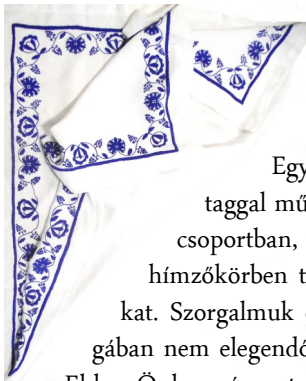 Egy
taggal mű
csoportban,
hímzőkörben t
kat. Szorgalmuk
gában nem elegendő